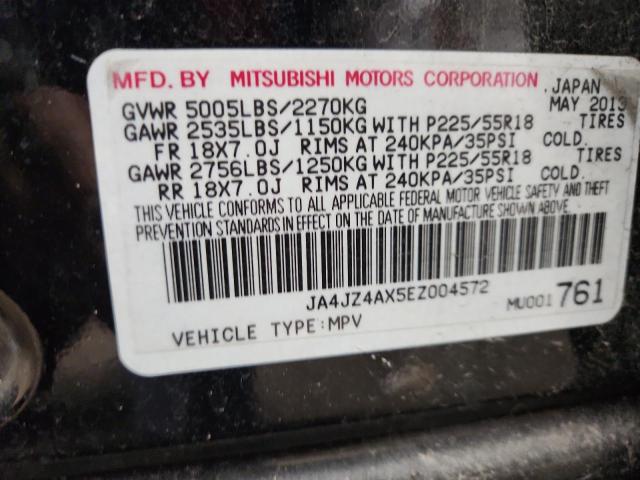 MFD. BY MITSUBISHI MOTORS CORPORATION JAPAN
GVWR 5005LBS/2270KG MAY 2013
GAWR 2535LBS/1150KG WITH P225/55R18 TIRES
FR 18X7.0J RIMS AT 240KPA/35PSI COLD.
GAWR 2756LBS/1250KG WITH P225/55R18 TIRES
RR 18X7.0J RIMS AT 240KPA/35PSI COLD.
THIS VEHICLE CONFORMS TO ALL APPLICABLE FEDERAL MOTOR VEHICLE SAFETY AND THEFT
PREVENTION STANDARDS IN EFFECT ON THE DATE OF MANUFACTURE SHOWN ABOVE.
JA4JZ4AX5EZ004572
MU001 761
VEHICLE TYPE:MPV